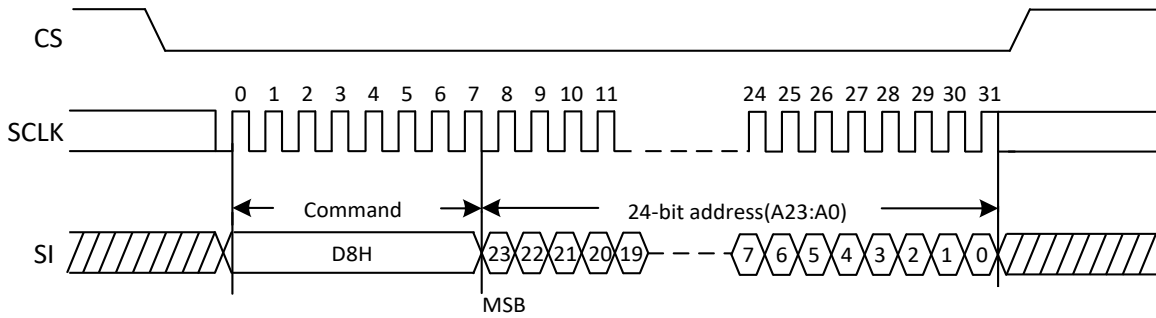 CS
0 1 2 3 4 5 6 7 8 9 10 11 24 25 26 27 28 29 30 31
SCLK
Command 24-bit address(A23:A0)
SI D8H 23 22 21 20 19 7 6 5 4 3 2 1 0
MSB